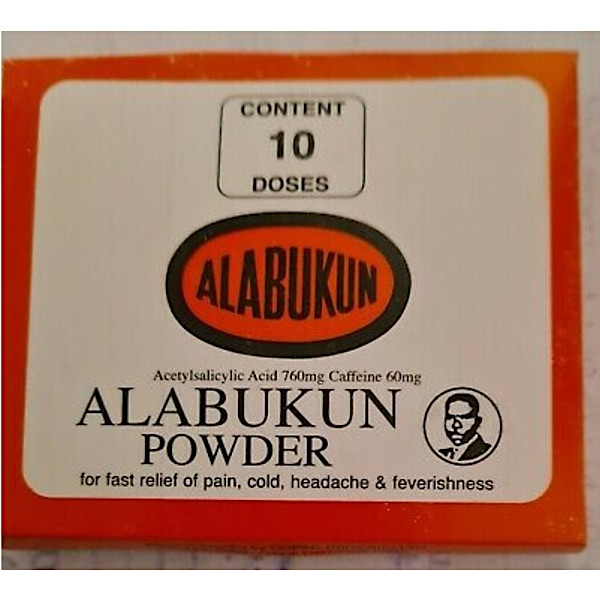 CONTENT
10
DOSES
ALABUKUN
Acetylsalicylic Acid 760mg Caffeine 60mg
ALABUKUN
POWDER
for fast relief of pain, cold, headache & feverishness